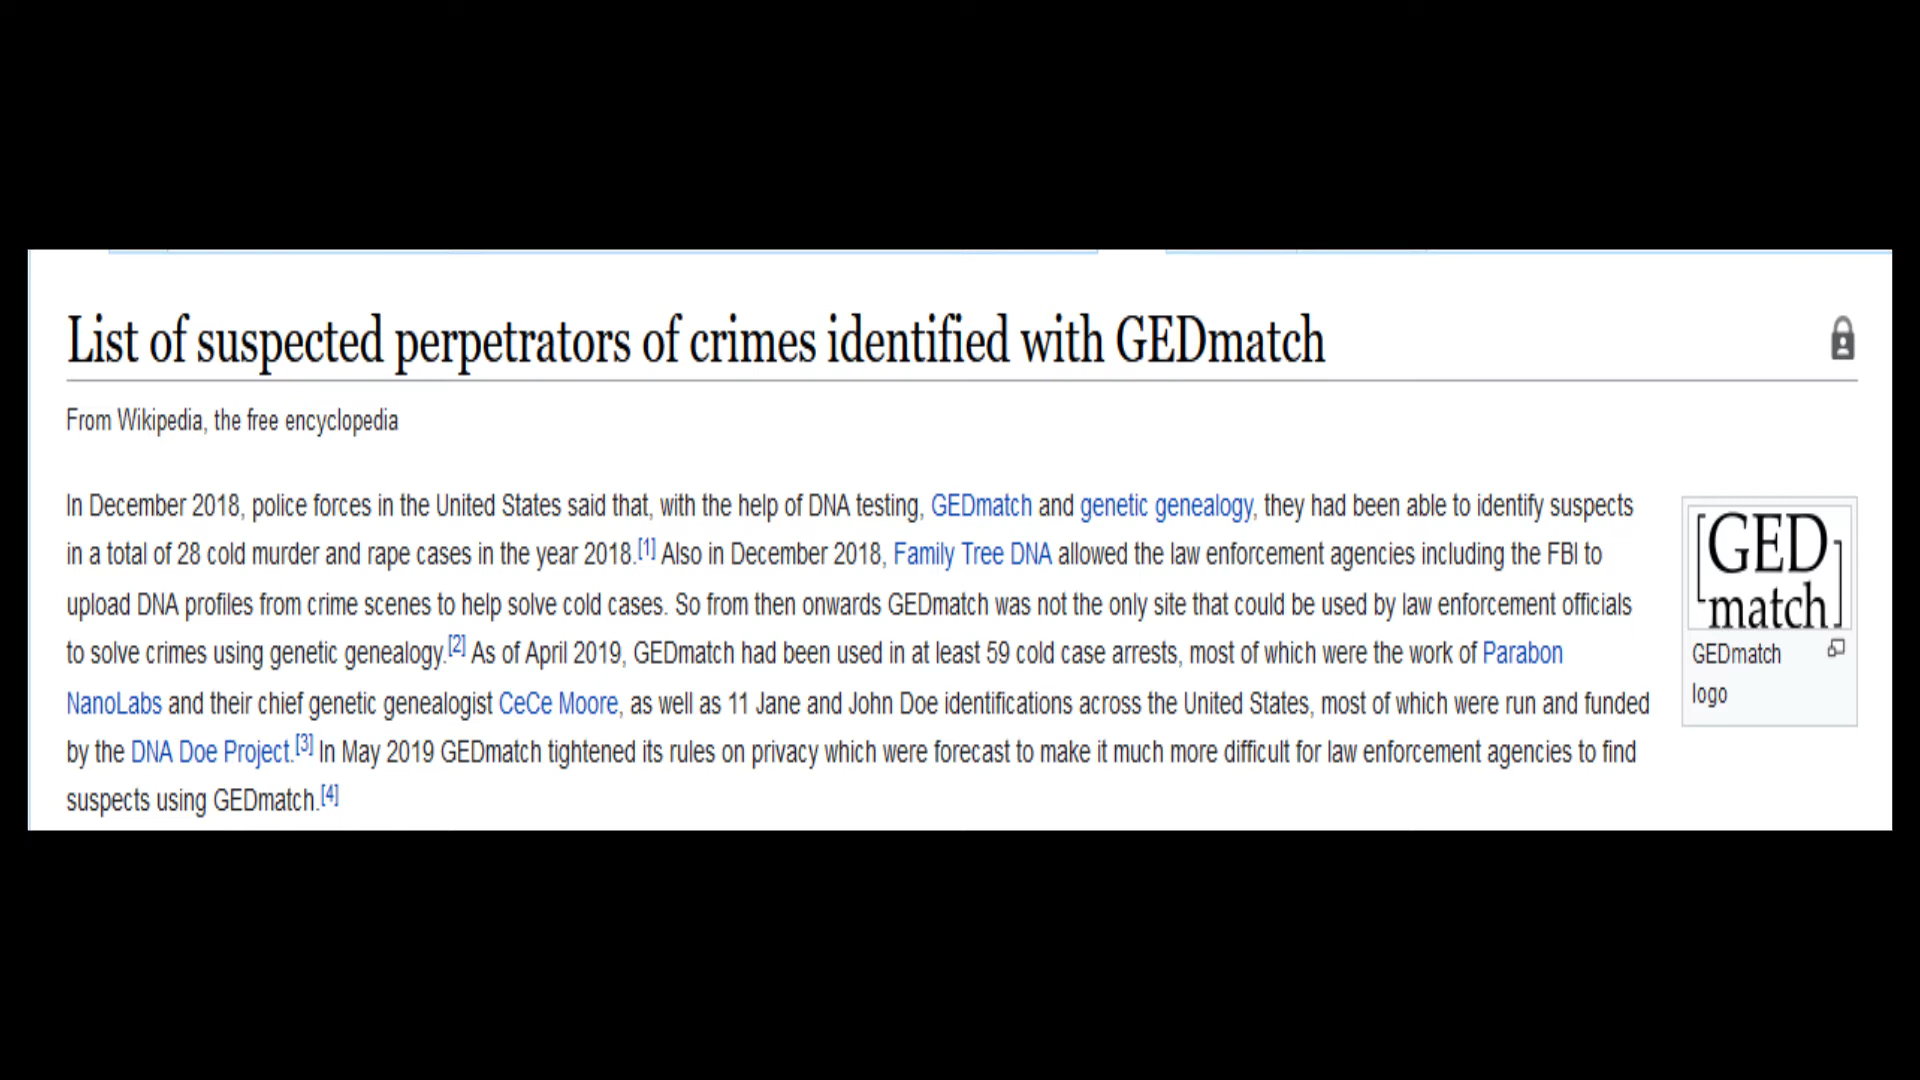 List of suspected perpetrators of crimes identified with GEDmatch
From Wikipedia, the free encyclopedia
In December 2018, police forces in the United States said that, with the help of DNA testing, GEDmatch and genetic genealogy, they had been able to identify suspects
in a total of 28 cold murder and rape cases in the year 2018.[1] Also in December 2018, Family Tree DNA allowed the law enforcement agencies including the FBI to
upload DNA profiles from crime scenes to help solve cold cases. So from then onwards GEDmatch was not the only site that could be used by law enforcement officials
to solve crimes using genetic genealogy.[2] As of April 2019, GEDmatch had been used in at least 59 cold case arrests, most of which were the work of Parabon
NanoLabs and their chief genetic genealogist CeCe Moore, as well as 11 Jane and John Doe identifications across the United States, most of which were run and funded
by the DNA Doe Project.[3] In May 2019 GEDmatch tightened its rules on privacy which were forecast to make it much more difficult for law enforcement agencies to find
suspects using GEDmatch.[4]
[GED
match]
GEDmatch
logo